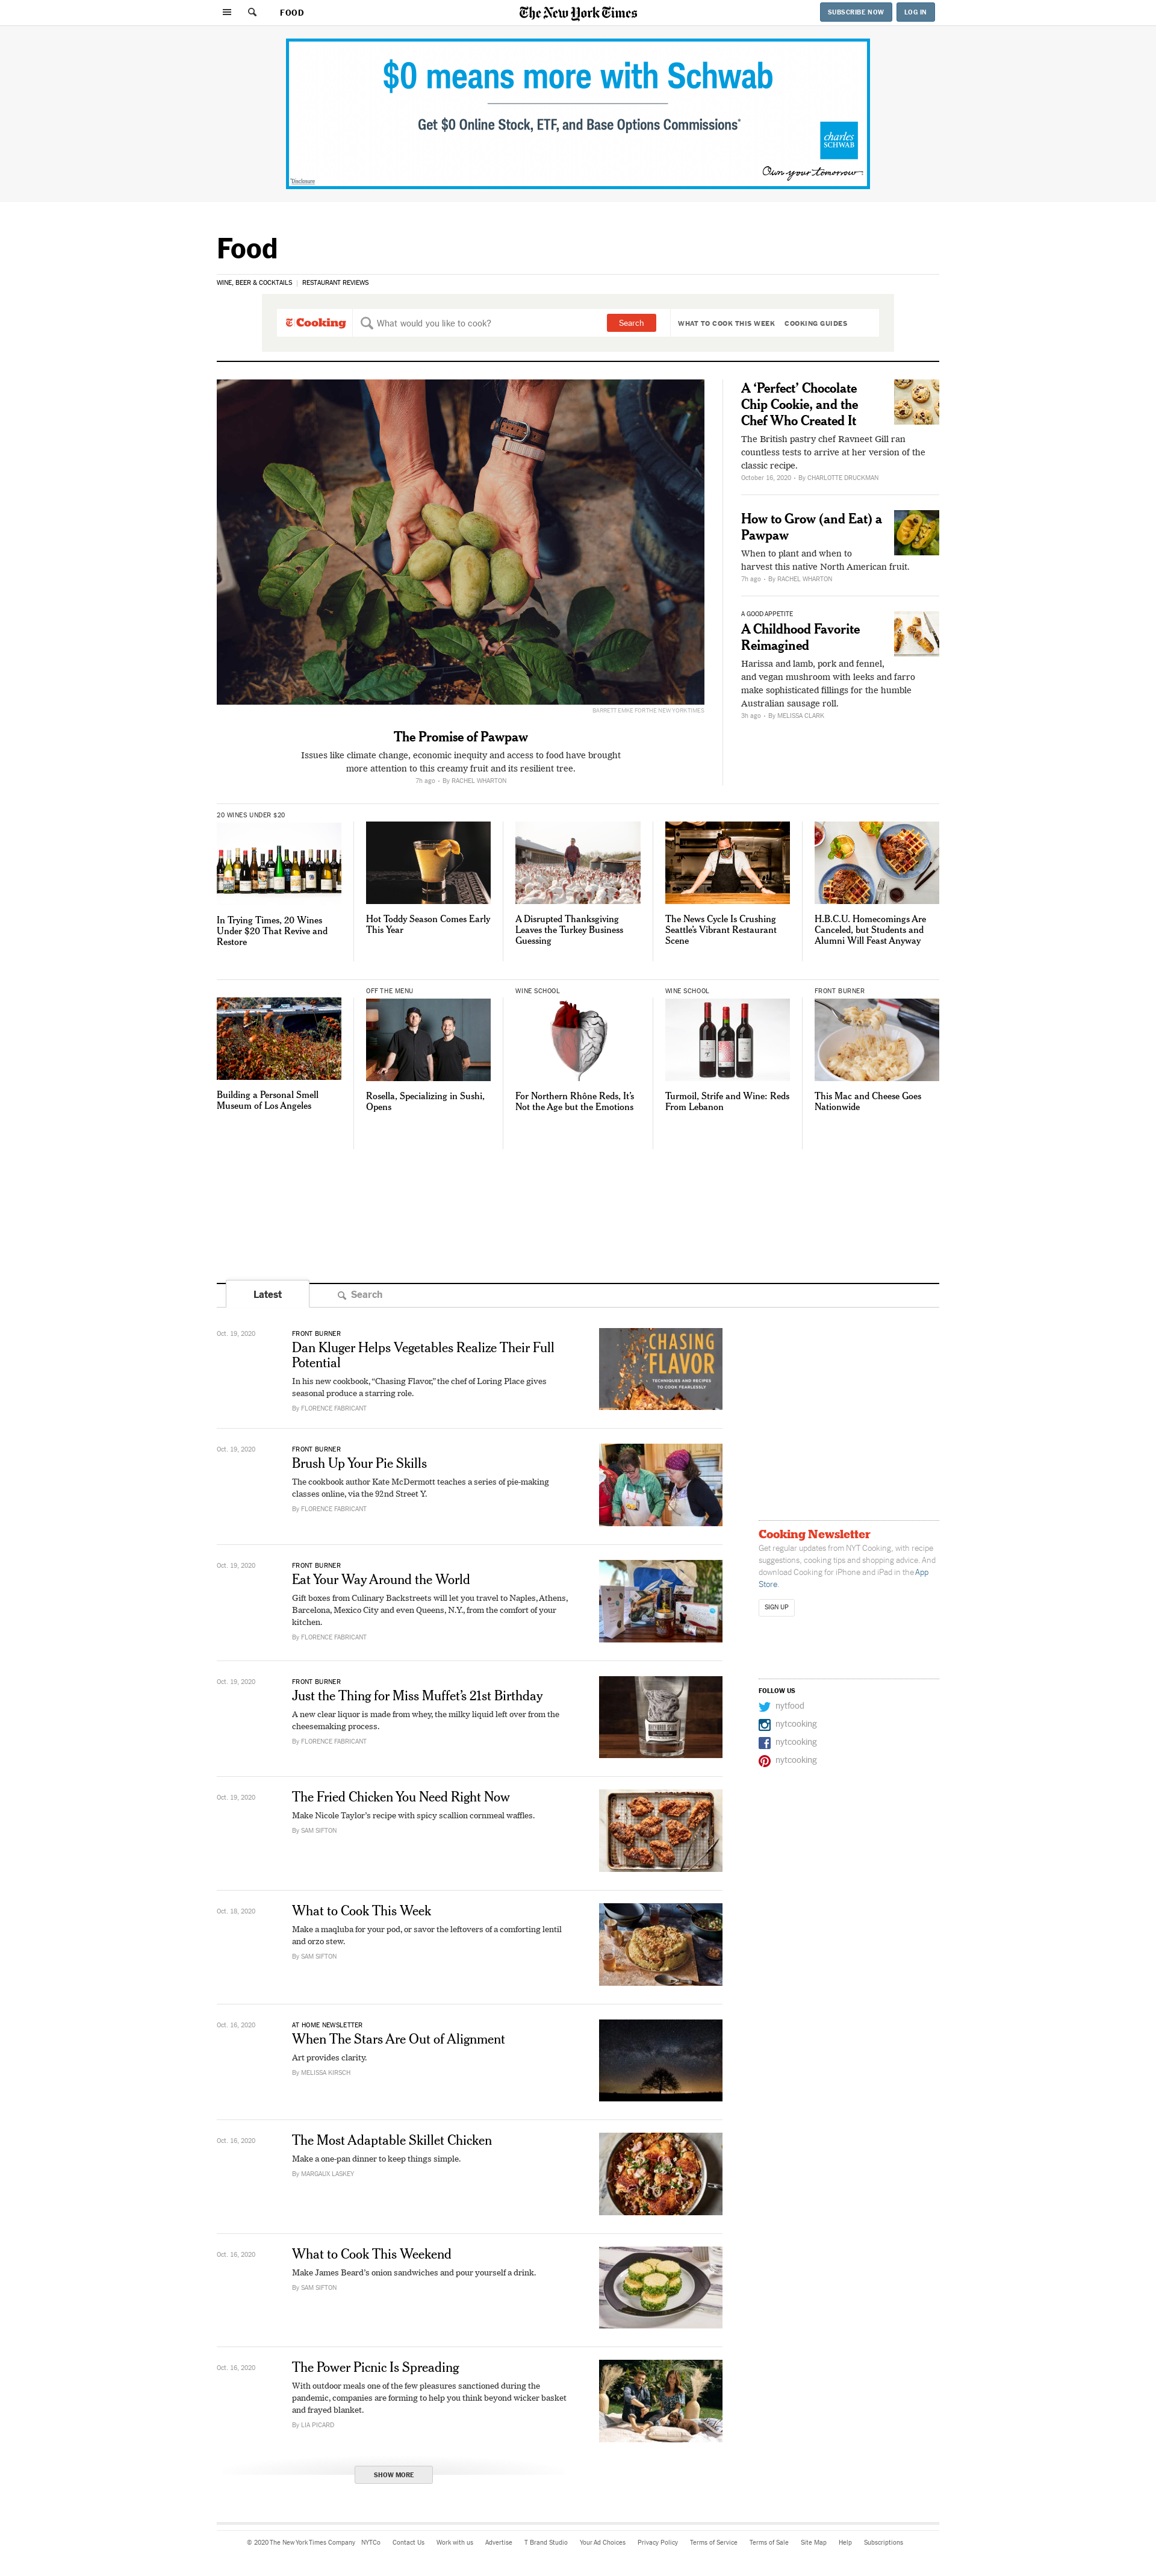 FOOD
The New York Times
SUBSCRIBE NOW
LOG IN
$0 means more with Schwab
Get $0 Online Stock, ETF, and Base Options Commissions*
charles
SCHWAB
Own your tomorrow
*Disclosure
Food
WINE, BEER & COCKTAILS | RESTAURANT REVIEWS
Cooking
What would you like to cook?
Search
WHAT TO COOK THIS WEEK
COOKING GUIDES
BARRETT EMKE FOR THE NEW YORK TIMES
The Promise of Pawpaw
Issues like climate change, economic inequity and access to food have brought
more attention to this creamy fruit and its resilient tree.
7h ago • By RACHEL WHARTON
A ‘Perfect’ Chocolate
Chip Cookie, and the
Chef Who Created It
The British pastry chef Ravneet Gill ran
countless tests to arrive at her version of the
classic recipe.
October 16, 2020 • By CHARLOTTE DRUCKMAN
How to Grow (and Eat) a
Pawpaw
When to plant and when to
harvest this native North American fruit.
7h ago • By RACHEL WHARTON
A GOOD APPETITE
A Childhood Favorite
Reimagined
Harissa and lamb, pork and fennel,
and vegan mushroom with leeks and farro
make sophisticated fillings for the humble
Australian sausage roll.
3h ago • By MELISSA CLARK
20 WINES UNDER $20
In Trying Times, 20 Wines
Under $20 That Revive and
Restore
Hot Toddy Season Comes Early
This Year
A Disrupted Thanksgiving
Leaves the Turkey Business
Guessing
The News Cycle Is Crushing
Seattle’s Vibrant Restaurant
Scene
H.B.C.U. Homecomings Are
Canceled, but Students and
Alumni Will Feast Anyway
Building a Personal Smell
Museum of Los Angeles
OFF THE MENU
Rosella, Specializing in Sushi,
Opens
WINE SCHOOL
For Northern Rhône Reds, It’s
Not the Age but the Emotions
WINE SCHOOL
Turmoil, Strife and Wine: Reds
From Lebanon
FRONT BURNER
This Mac and Cheese Goes
Nationwide
Latest
Search
Oct. 19, 2020
FRONT BURNER
Dan Kluger Helps Vegetables Realize Their Full
Potential
In his new cookbook, “Chasing Flavor,” the chef of Loring Place gives
seasonal produce a starring role.
By FLORENCE FABRICANT
CHASING
FLAVOR
TECHNIQUES AND RECIPES
TO COOK FEARLESSLY
Oct. 19, 2020
FRONT BURNER
Brush Up Your Pie Skills
The cookbook author Kate McDermott teaches a series of pie-making
classes online, via the 92nd Street Y.
By FLORENCE FABRICANT
Oct. 19, 2020
FRONT BURNER
Eat Your Way Around the World
Gift boxes from Culinary Backstreets will let you travel to Naples, Athens,
Barcelona, Mexico City and even Queens, N.Y., from the comfort of your
kitchen.
By FLORENCE FABRICANT
Oct. 19, 2020
FRONT BURNER
Just the Thing for Miss Muffet’s 21st Birthday
A new clear liquor is made from whey, the milky liquid left over from the
cheesemaking process.
By FLORENCE FABRICANT
Oct. 19, 2020
The Fried Chicken You Need Right Now
Make Nicole Taylor’s recipe with spicy scallion cornmeal waffles.
By SAM SIFTON
Oct. 18, 2020
What to Cook This Week
Make a maqluba for your pod, or savor the leftovers of a comforting lentil
and orzo stew.
By SAM SIFTON
Oct. 16, 2020
AT HOME NEWSLETTER
When The Stars Are Out of Alignment
Art provides clarity.
By MELISSA KIRSCH
Oct. 16, 2020
The Most Adaptable Skillet Chicken
Make a one-pan dinner to keep things simple.
By MARGAUX LASKEY
Oct. 16, 2020
What to Cook This Weekend
Make James Beard’s onion sandwiches and pour yourself a drink.
By SAM SIFTON
Oct. 16, 2020
The Power Picnic Is Spreading
With outdoor meals one of the few pleasures sanctioned during the
pandemic, companies are forming to help you think beyond wicker basket
and frayed blanket.
By LIA PICARD
SHOW MORE
Cooking Newsletter
Get regular updates from NYT Cooking, with recipe
suggestions, cooking tips and shopping advice. And
download Cooking for iPhone and iPad in the App
Store.
SIGN UP
FOLLOW US
nytfood
nytcooking
nytcooking
nytcooking
© 2020 The New York Times Company NYTCo Contact Us Work with us Advertise T Brand Studio Your Ad Choices Privacy Policy Terms of Service Terms of Sale Site Map Help Subscriptions